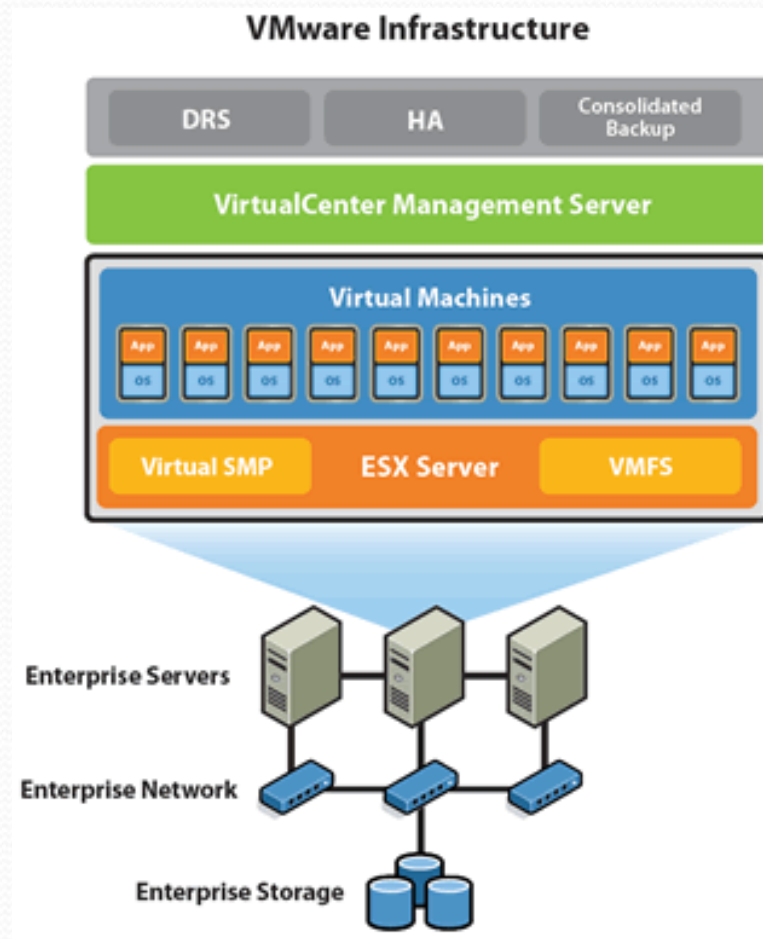 VMware Infrastructure
DRS
HA
Consolidated
Backup
VirtualCenter Management Server
Virtual Machines
App App App App App App App App App App
OS OS OS OS OS OS OS OS OS OS
Virtual SMP
ESX Server
VMFS
Enterprise Servers
Enterprise Network
Enterprise Storage